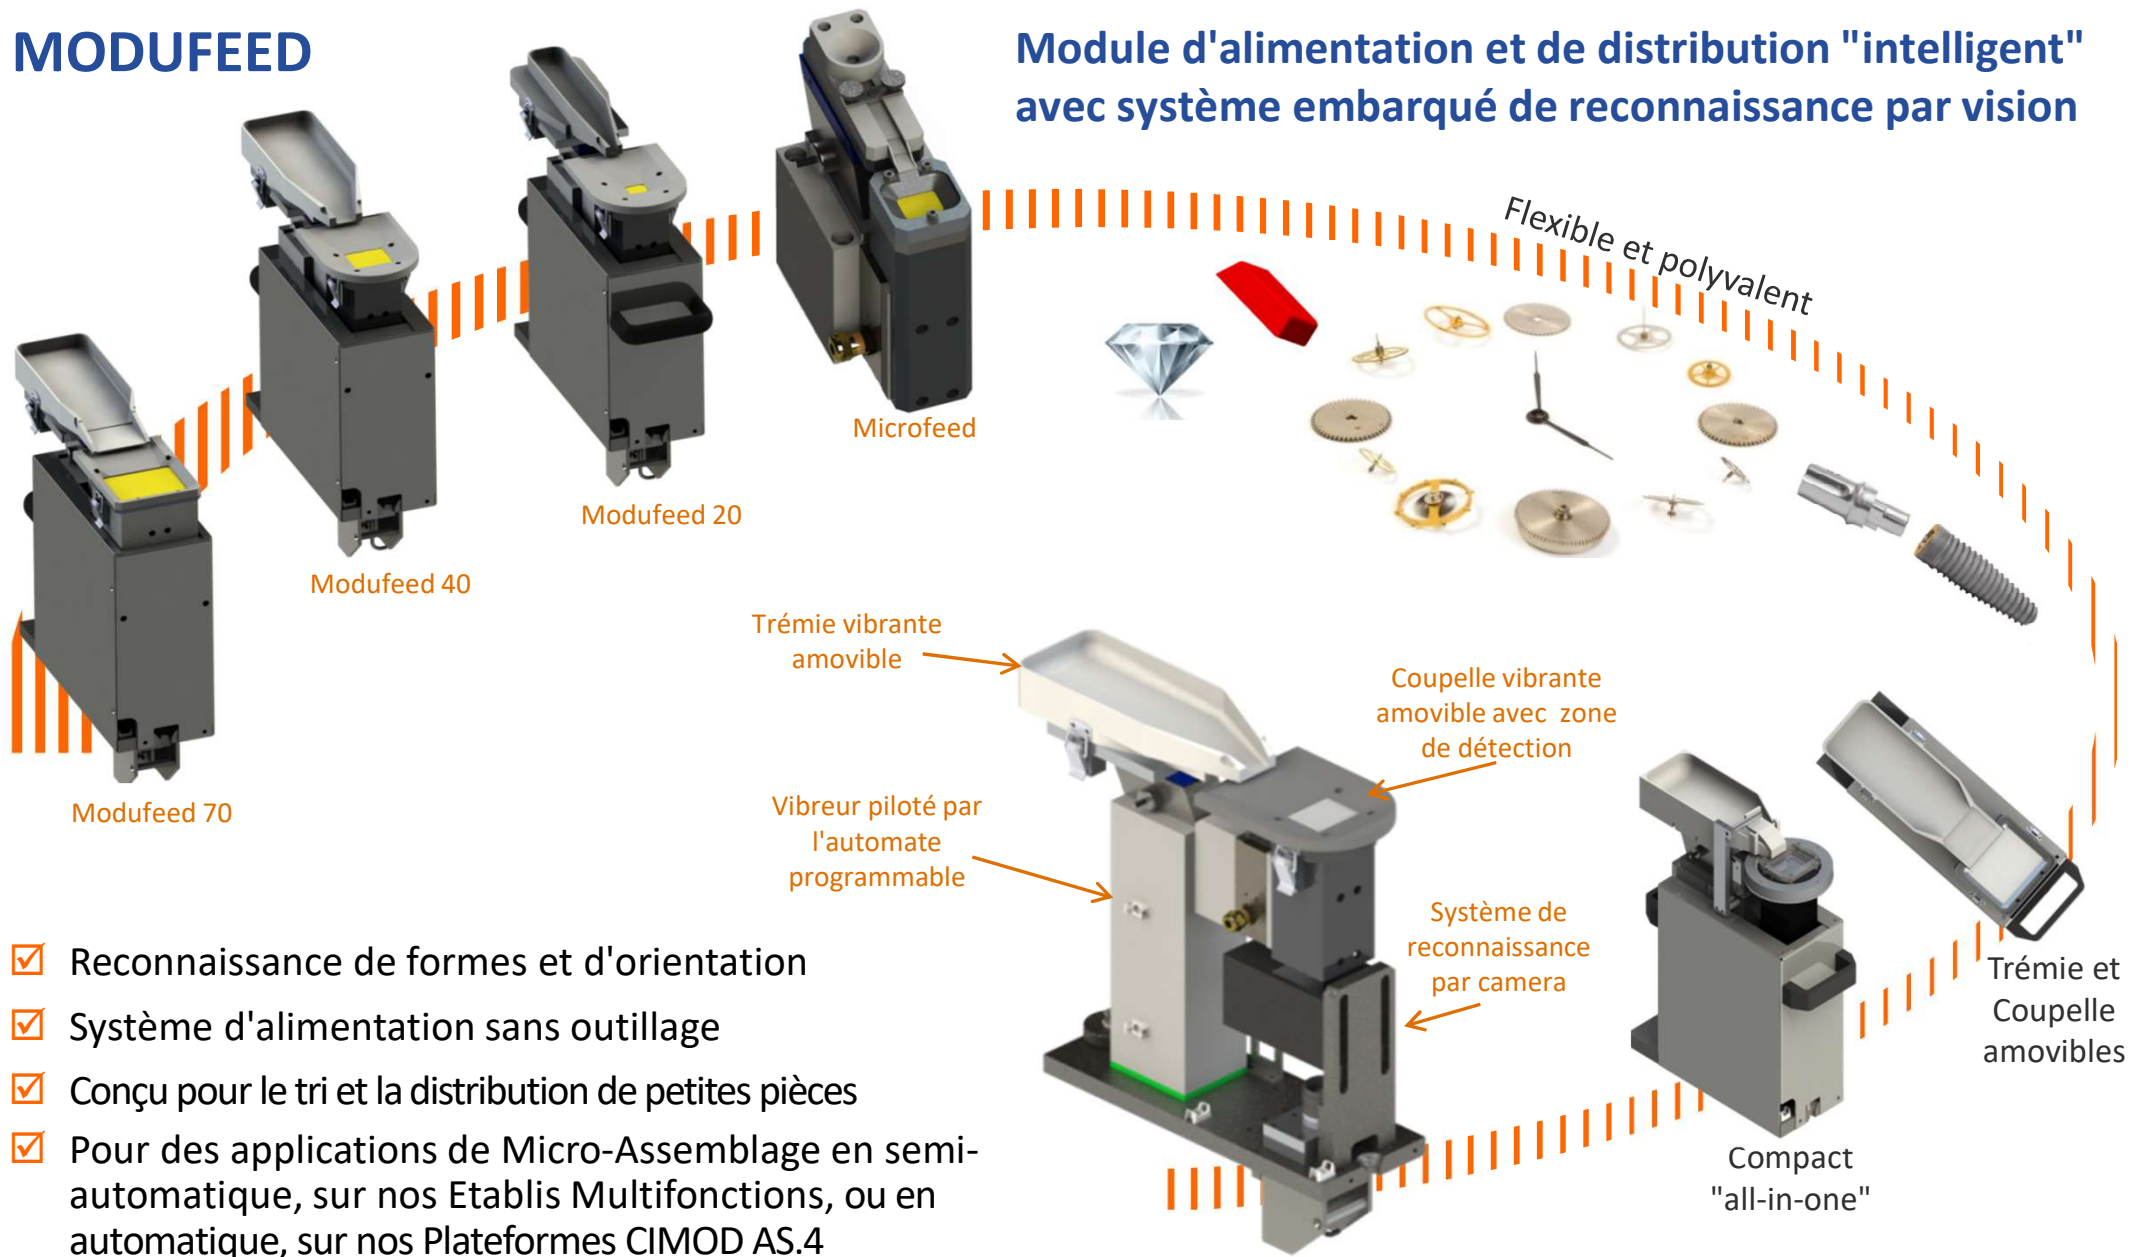 MODUFEED
Module d'alimentation et de distribution "intelligent"
avec système embarqué de reconnaissance par vision
Flexible et polyvalent
Microfeed
Modufeed 20
Modufeed 40
Modufeed 70
Trémie vibrante
amovible
Coupelle vibrante
amovible avec zone
de détection
Vibreur piloté par
l'automate
programmable
Système de
reconnaissance
par camera
Trémie et
Coupelle
amovibles
Compact
"all-in-one"
Reconnaissance de formes et d'orientation
Système d'alimentation sans outillage
Conçu pour le tri et la distribution de petites pièces
Pour des applications de Micro-Assemblage en semi-
automatique, sur nos Etablis Multifonctions, ou en
automatique, sur nos Plateformes CIMOD AS.4